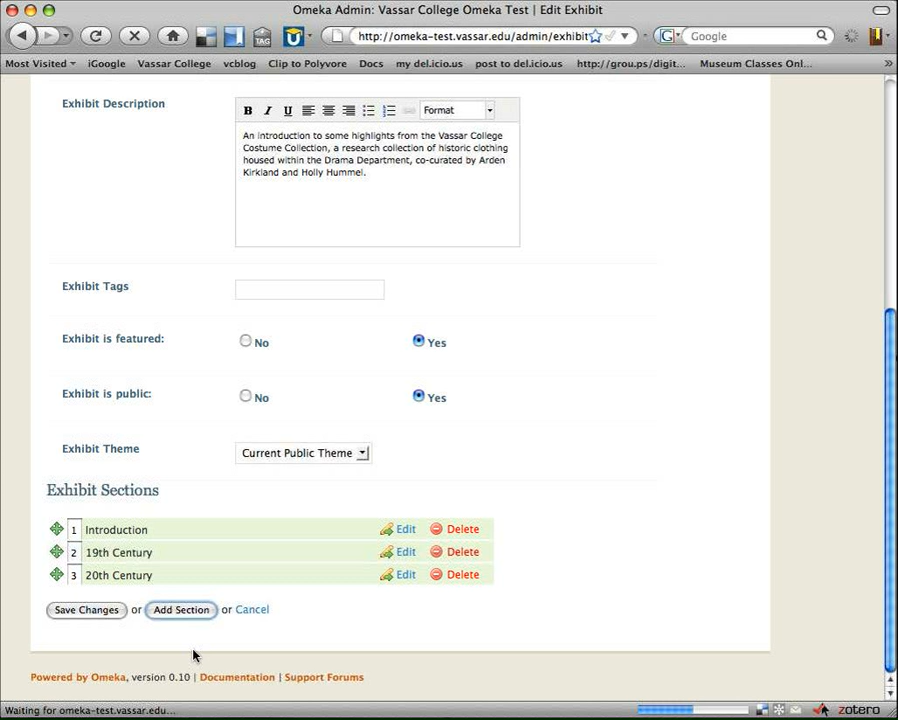 Omeka Admin: Vassar College Omeka Test | Edit Exhibit
http://omeka-test.vassar.edu/admin/exhibit
Google
Most Visited iGoogle Vassar College vcblog Clip to Polyvore Docs my del.icio.us post to del.icio.us http://grou.ps/digit... Museum Classes Onl... »
Exhibit Description
B I U Format
An introduction to some highlights from the Vassar College
Costume Collection, a research collection of historic clothing
housed within the Drama Department, co-curated by Arden
Kirkland and Holly Hummel.
Exhibit Tags
Exhibit is featured: No Yes
Exhibit is public: No Yes
Exhibit Theme Current Public Theme
Exhibit Sections
1 Introduction Edit Delete
2 19th Century Edit Delete
3 20th Century Edit Delete
Save Changes or Add Section or Cancel
Powered by Omeka, version 0.10 | Documentation | Support Forums
Waiting for omeka-test.vassar.edu... zotero